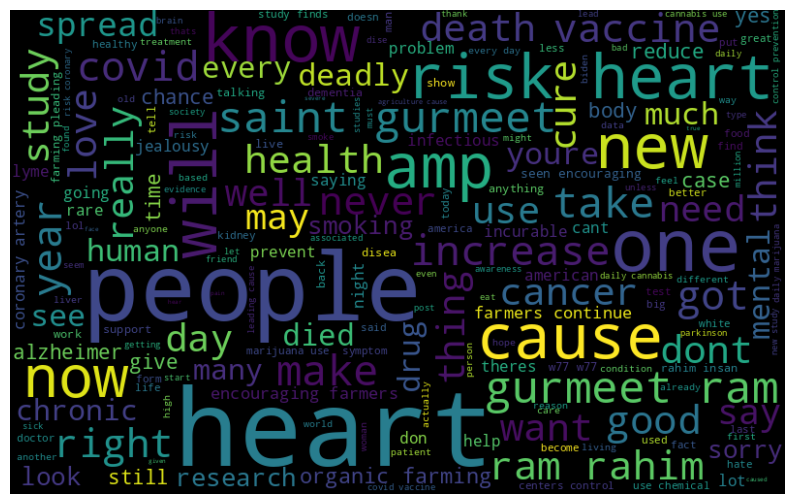 spread
brain
study finds
doesn
man
death vaccine
thank
lead
cannabis use
yes
treatment
thats
dise
know
healthy
agriculture cause
problem
every day
less
bad
put
great
daily
control prevention
covid
every
deadly
risk
heart
reduce
study
farming pleading
found
risk coronary
old
chance
talking
show
biden
dementia
body
love
saint
gurmeet
cure
much
way
tell
society
risk
studies
must
infectious
might
data
type
true
food
find
million
really
will
jealousy
live
health
amp
youre
new
think
lyme
going
rare
time
based
evidence
saying
never
anything
seen encouraging
case
year
lol
face
anyone
well
smoking
smoke
today
use
take
need
unless
feel
better
coronary artery
kidney
may
cant
human
let
friend
prevent
associated
disea
america
incurable
increase
one
mental
people
back
even
awareness
daily cannabis
different
see
seem
liver
leading cause
night
american
test
big
got
new study daily marijuana
work
getting
support
day
died
said
post
eat
thing
cancer
farmers continue
white
parkinson
alzheimer
give
marijuana use
symptom
drug
person
cause
dont
now
form
life
start
many
make
theres
w77 w77
hope
condition
rahim insan
already
chronic
high
encouraging farmers
gurmeet
ram
heart
world
woman
actually
reason
care
good
say
sick
doctor
right
don
patient
help
want
last
first
another
given
become
living
used
fact
hate
sorry
look
still
research
organic farming
ram rahim
lot
caused
covid vaccine
centers control
use chemical